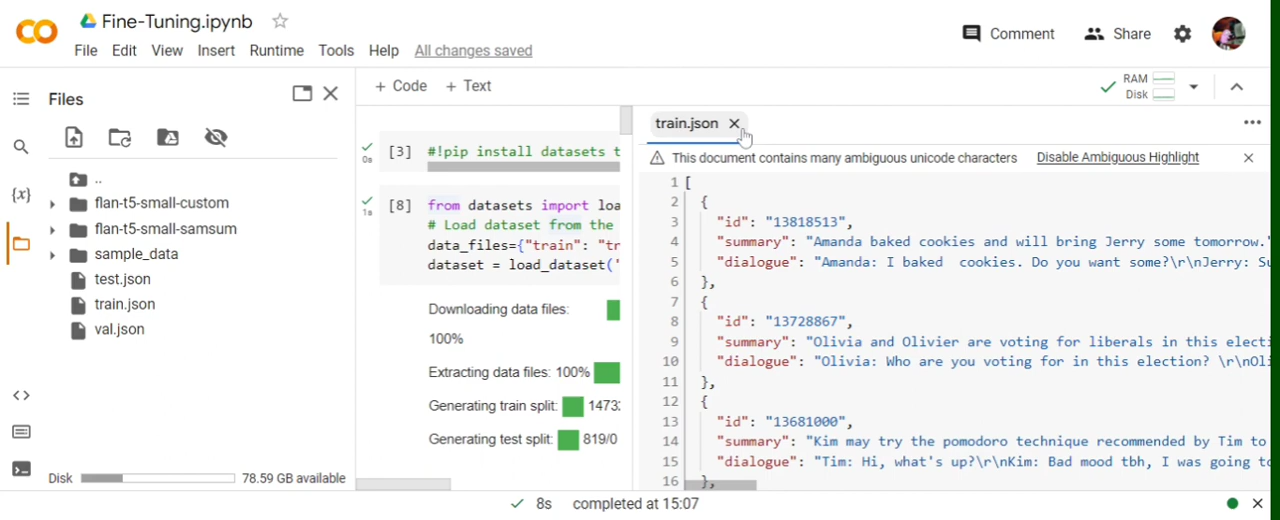 Fine-Tuning.ipynb
File Edit View Insert Runtime Tools Help All changes saved
Comment Share
Files
..
flan-t5-small-custom
flan-t5-small-samsum
sample_data
test.json
train.json
val.json
Disk 78.59 GB available
+ Code + Text
RAM
Disk
[3] #!pip install datasets t
0s
[8] from datasets import loa
1s
# Load dataset from the
data_files={"train": "tr
dataset = load_dataset('
Downloading data files:
100%
Extracting data files: 100%
Generating train split: 1473
Generating test split: 819/0
train.json
This document contains many ambiguous unicode characters Disable Ambiguous Highlight
1 [
2 {
3 "id": "13818513",
4 "summary": "Amanda baked cookies and will bring Jerry some tomorrow."
5 "dialogue": "Amanda: I baked  cookies. Do you want some?\r\nJerry: Su
6 },
7 {
8 "id": "13728867",
9 "summary": "Olivia and Olivier are voting for liberals in this electi
10 "dialogue": "Olivia: Who are you voting for in this election? \r\nOli
11 },
12 {
13 "id": "13681000",
14 "summary": "Kim may try the pomodoro technique recommended by Tim to
15 "dialogue": "Tim: Hi, what's up?\r\nKim: Bad mood tbh, I was going to
16 },
8s completed at 15:07